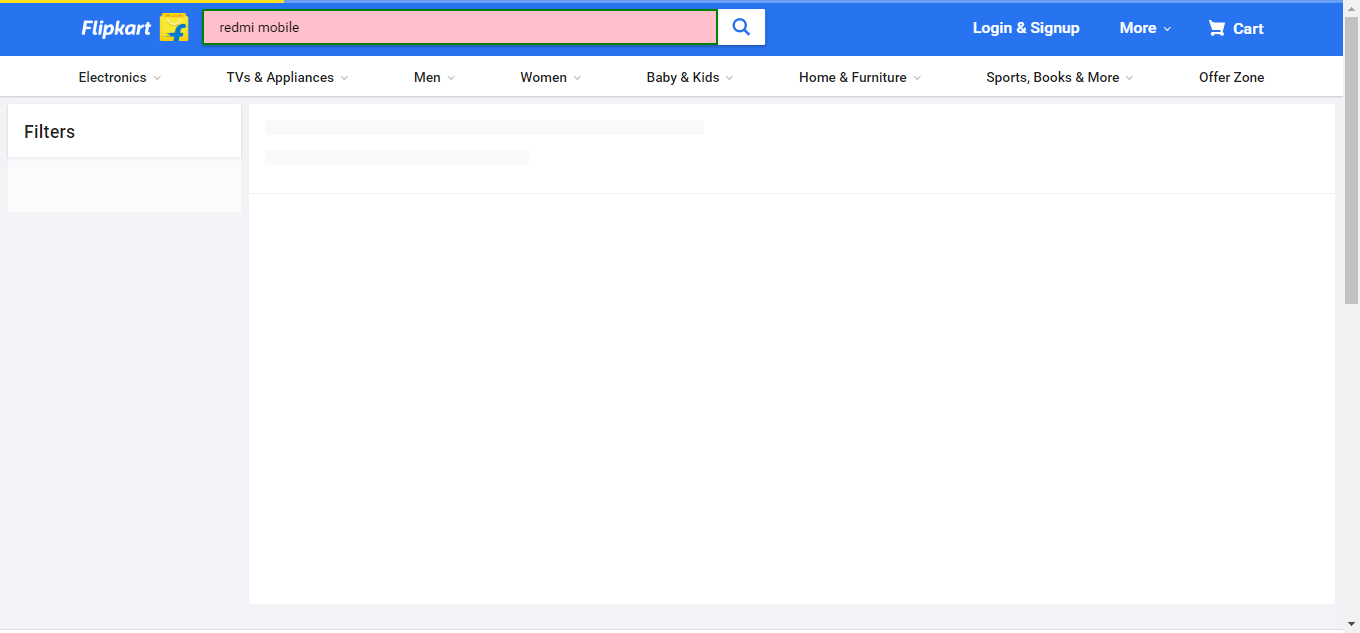 Flipkart redmi mobile Login & Signup More Cart
Electronics TVs & Appliances Men Women Baby & Kids Home & Furniture Sports, Books & More Offer Zone
Filters